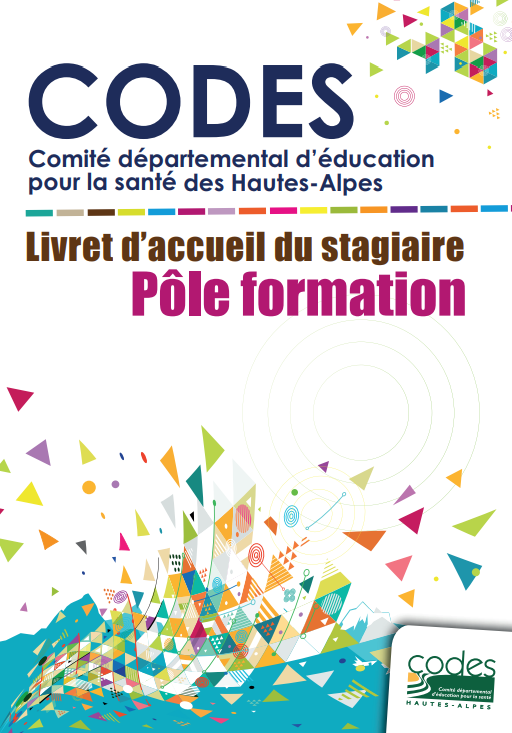 CODES
Comité départemental d'éducation
pour la santé des Hautes-Alpes
Livret d'accueil du stagiaire
Pôle formation
codes
Comité départemental
d'éducation pour la santé
HAUTES-ALPES